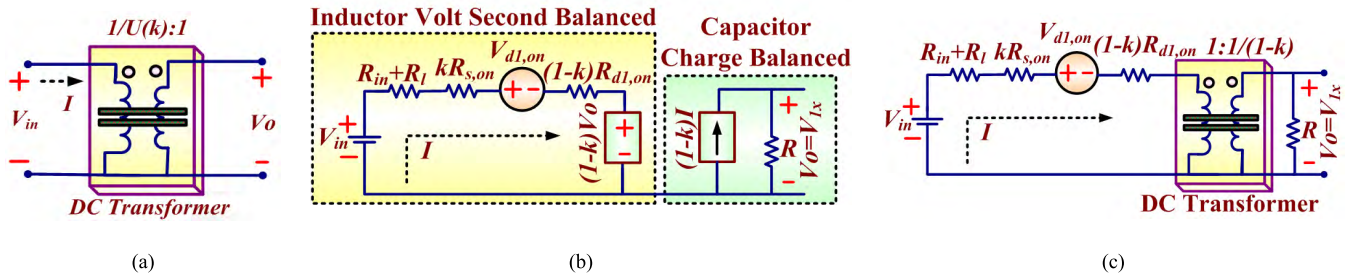 1/U(k):1
+
+
I
Vin
Vo
−
−
DC Transformer
(a)
Inductor Volt Second Balanced
Capacitor
Charge Balanced
Vd1,on
Rin+Rl
kRs,on
(1-k)Rd1,on
+ −
Vin
+
−
I
(1-k)Vo
+
−
(1-k)I
R
+
−
Vo=V1x
(b)
Vd1,on
Rin+Rl
kRs,on
(1-k)Rd1,on
1:1/(1-k)
+ −
Vin
+
−
I
R
+
−
Vo=V1x
DC Transformer
(c)